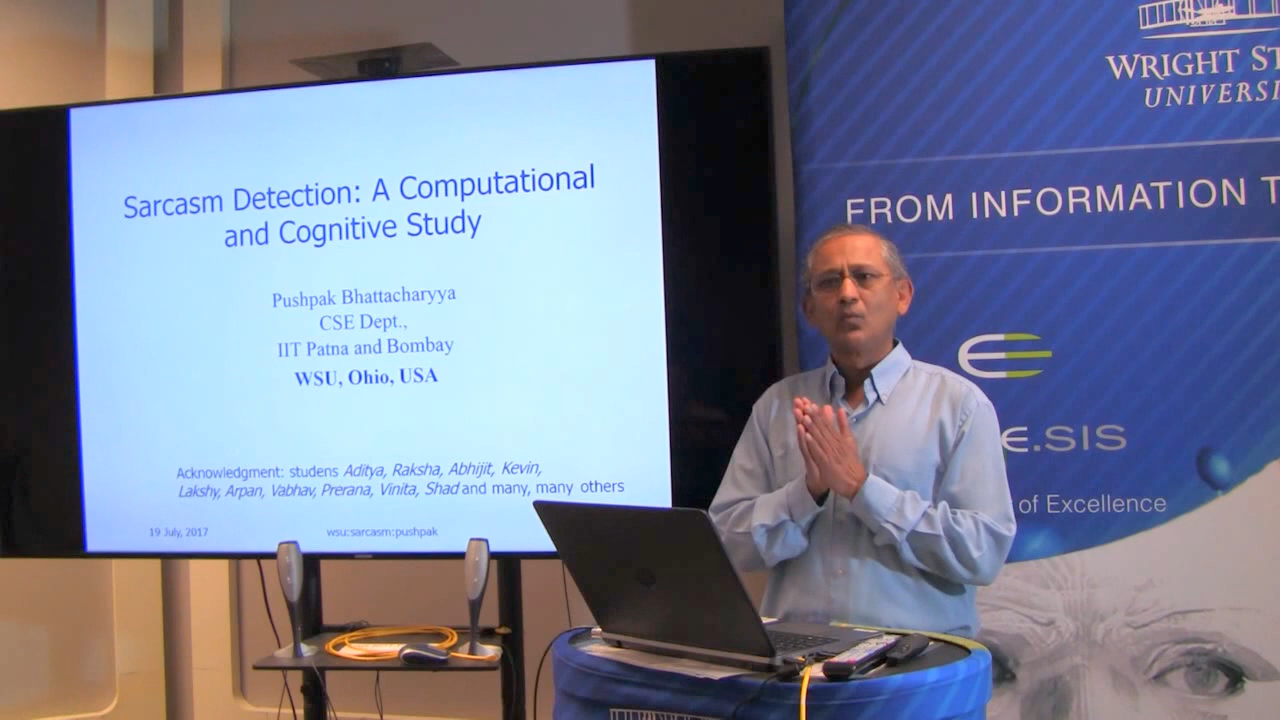 Sarcasm Detection: A Computational
and Cognitive Study
Pushpak Bhattacharyya
CSE Dept.,
IIT Patna and Bombay
WSU, Ohio, USA
Acknowledgment: studens Aditya, Raksha, Abhijit, Kevin,
Lakshy, Arpan, Vabhav, Prerana, Vinita, Shad and many, many others
19 July, 2017
wsu:sarcasm:pushpak
WRIGHT ST
UNIVERSI
FROM INFORMATION T
E.SIS
of Excellence